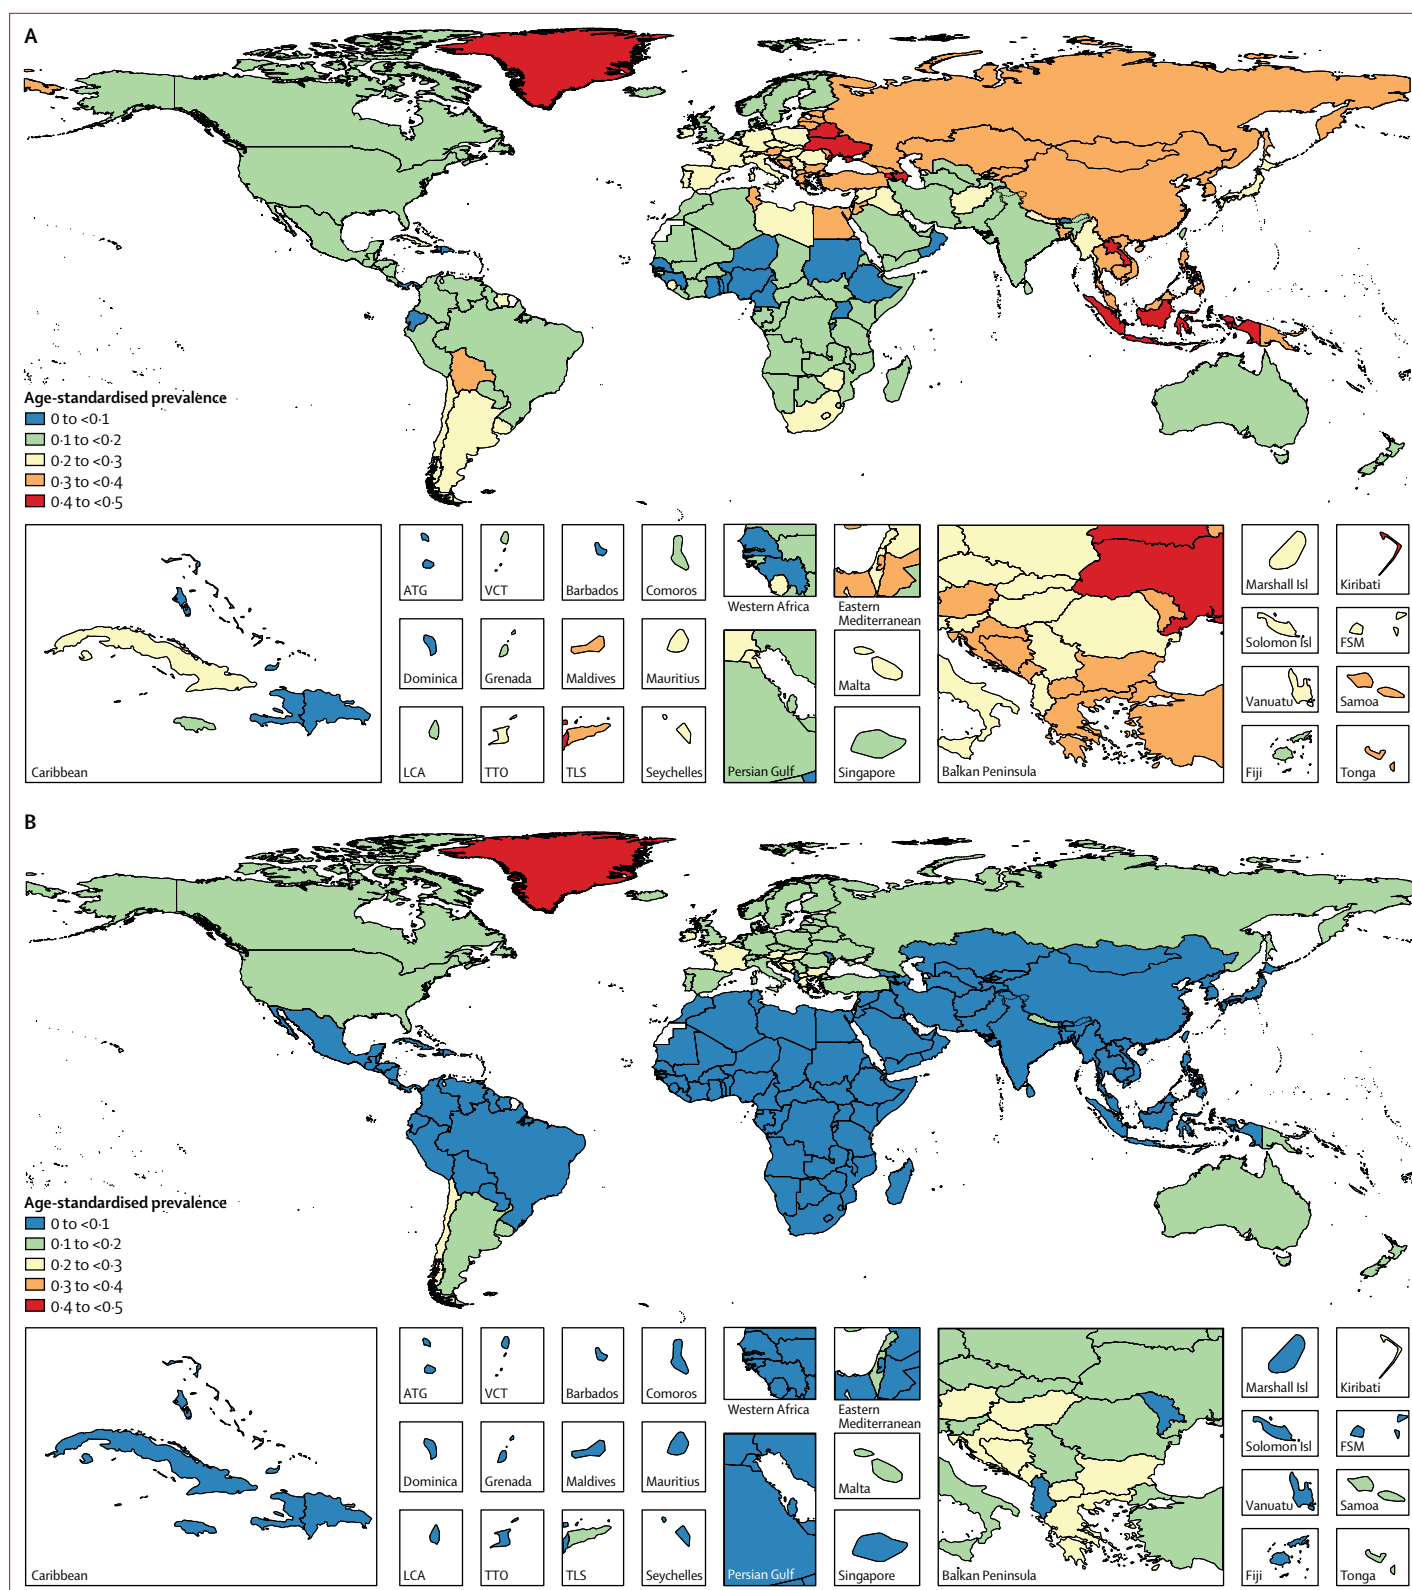 A
Age-standardised prevalence
0 to <0·1
0·1 to <0·2
0·2 to <0·3
0·3 to <0·4
0·4 to <0·5
Caribbean
ATG
VCT
Barbados
Comoros
Dominica
Grenada
Maldives
Mauritius
LCA
TTO
TLS
Seychelles
Western Africa
Eastern
Mediterranean
Persian Gulf
Malta
Singapore
Balkan Peninsula
Marshall Isl
Kiribati
Solomon Isl
FSM
Vanuatu
Samoa
Fiji
Tonga
B
Age-standardised prevalence
0 to <0·1
0·1 to <0·2
0·2 to <0·3
0·3 to <0·4
0·4 to <0·5
Caribbean
ATG
VCT
Barbados
Comoros
Dominica
Grenada
Maldives
Mauritius
LCA
TTO
TLS
Seychelles
Western Africa
Eastern
Mediterranean
Persian Gulf
Malta
Singapore
Balkan Peninsula
Marshall Isl
Kiribati
Solomon Isl
FSM
Vanuatu
Samoa
Fiji
Tonga